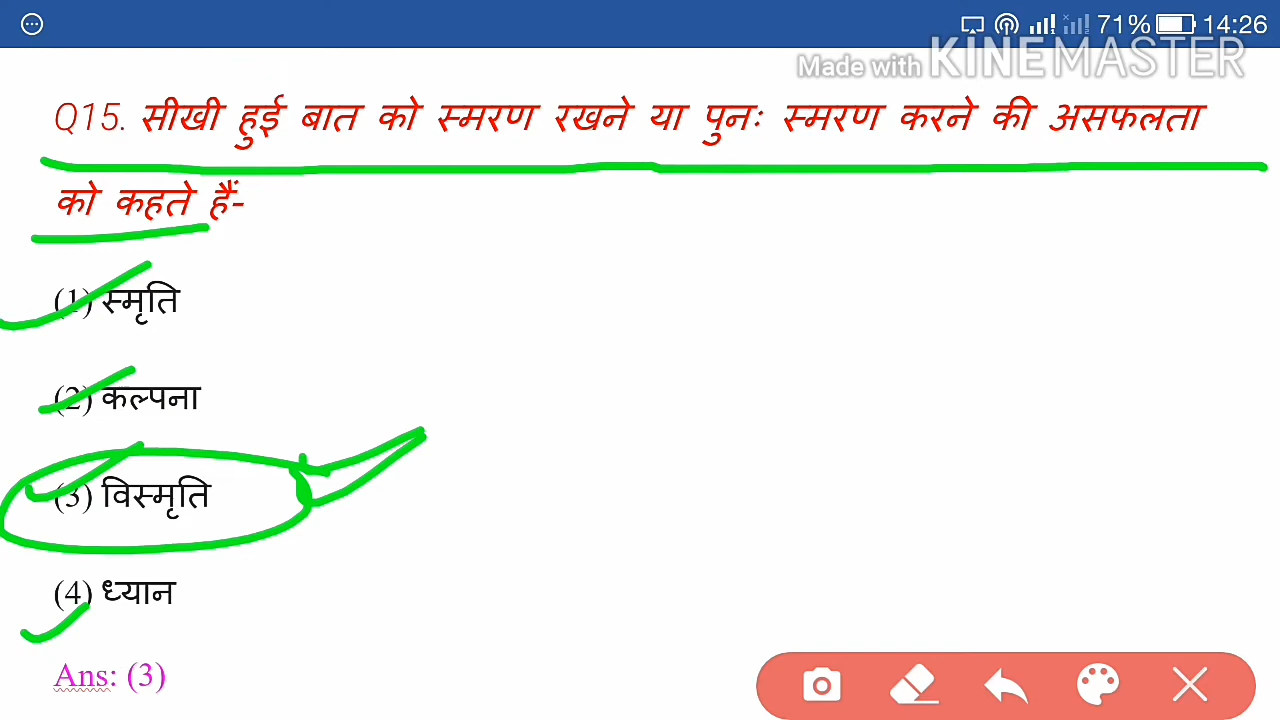 71% 14:26
Made with KINEMASTER
Q15. सीखी हुई बात को स्मरण रखने या पुनः स्मरण करने की असफलता
को कहते हैं-
(1) स्मृति
(2) कल्पना
(3) विस्मृति
(4) ध्यान
Ans: (3)